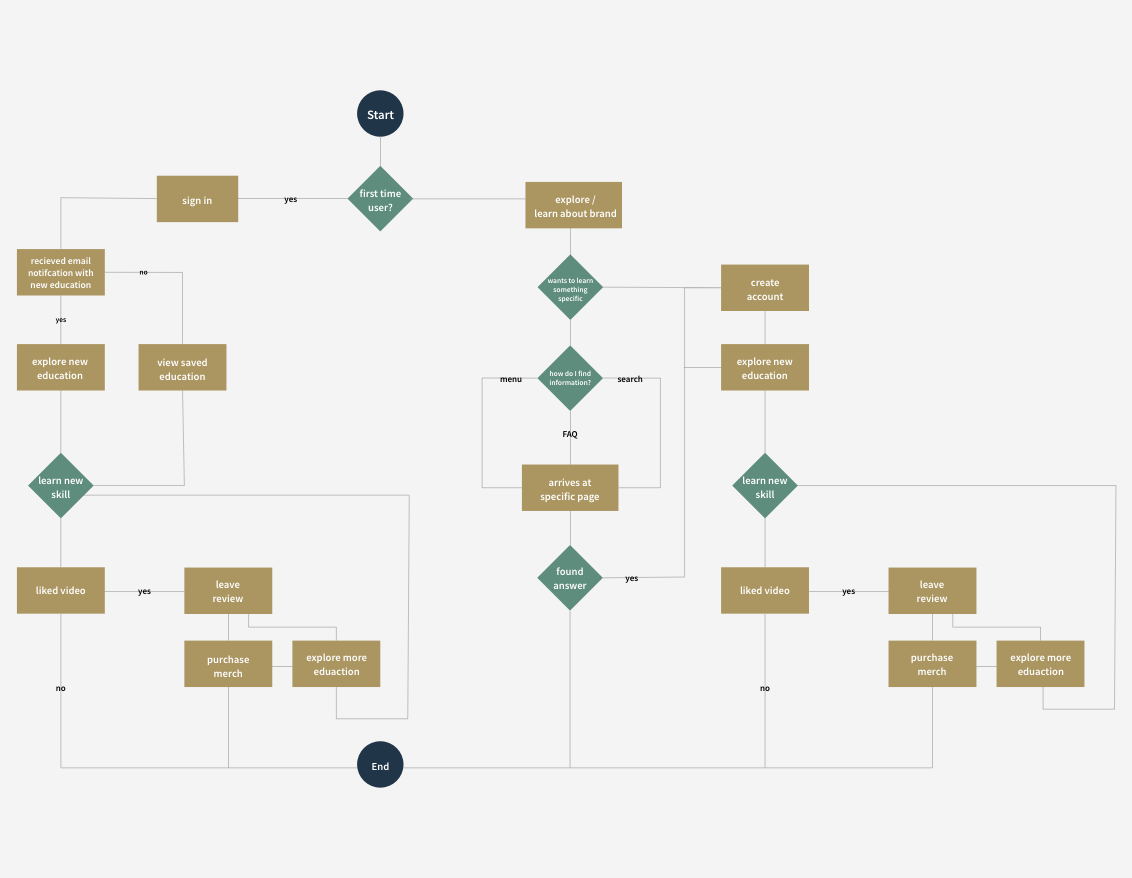 Start
first time
user?
yes
sign in
explore /
learn about brand
recieved email
notifcation with
new education
no
yes
wants to learn
something
specific
create
account
explore new
education
view saved
education
how do I find
information?
menu
search
FAQ
explore new
education
learn new
skill
arrives at
specific page
learn new
skill
found
answer
yes
liked video
yes
leave
review
purchase
merch
explore more
eduaction
no
liked video
yes
leave
review
purchase
merch
explore more
eduaction
no
End